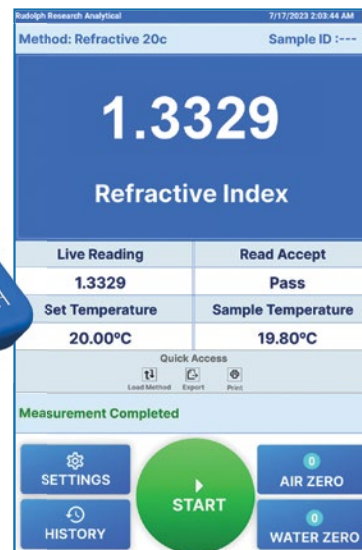 Rudolph Research Analytical 7/17/2023 2:03:44 AM
Method: Refractive 20c Sample ID :---
1.3329
Refractive Index
Live Reading Read Accept
1.3329 Pass
Set Temperature Sample Temperature
20.00ºC 19.80ºC
Quick Access
Load Method Export Print
Measurement Completed
0
SETTINGS AIR ZERO
START
0
HISTORY WATER ZERO